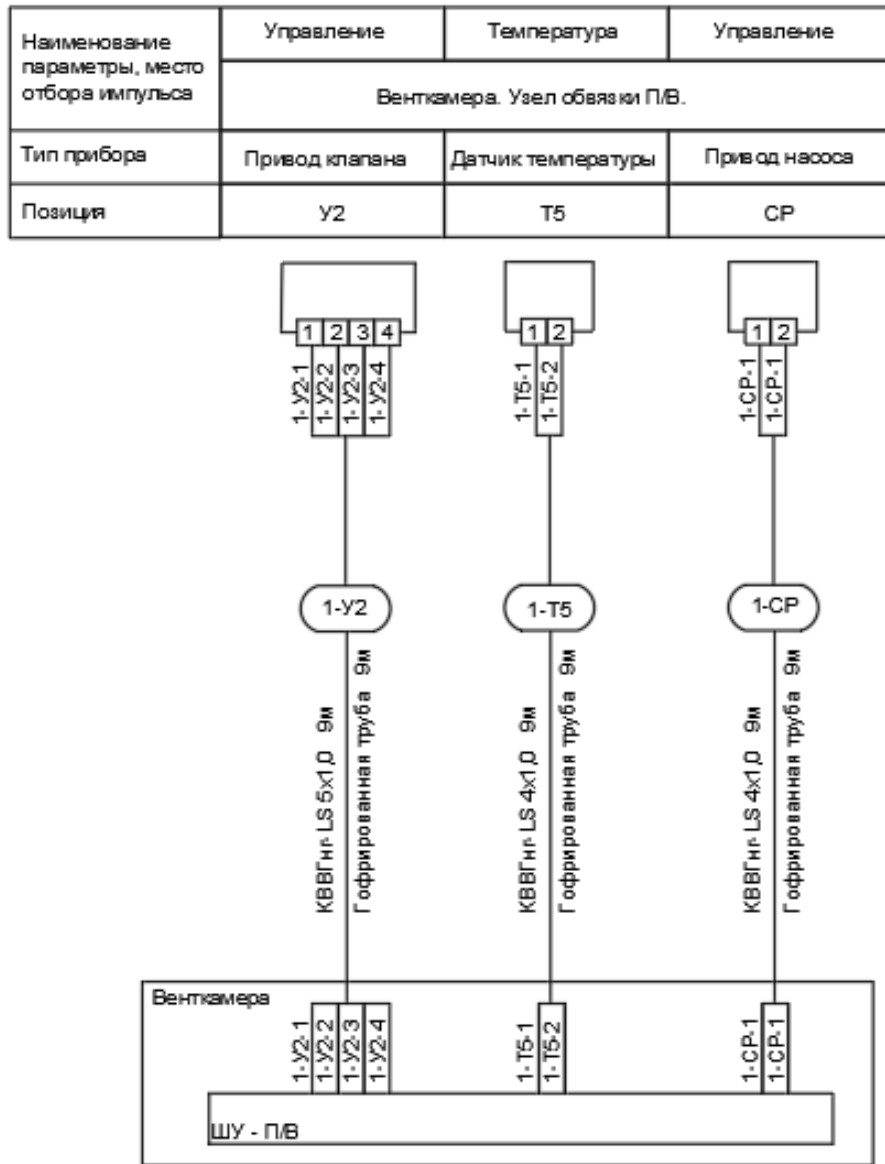 Наименование параметры, место отбора импульса
Управление
Температура
Управление
Венткамера. Узел обвязки П/В.
Тип прибора
Привод клапана
Датчик температуры
Привод насоса
Позиция
У2
Т5
СР
1 2 3 4
1 2
1 2
1-У2-1
1-У2-2
1-У2-3
1-У2-4
1-Т5-1
1-Т5-2
1-СР-1
1-СР-1
1-У2
1-Т5
1-СР
КВВГнг-LS 5х1,0 9м
Гофрированная труба 9м
КВВГнг-LS 4х1,0 9м
Гофрированная труба 9м
КВВГнг-LS 4х1,0 9м
Гофрированная труба 9м
Венткамера
1-У2-1
1-У2-2
1-У2-3
1-У2-4
1-Т5-1
1-Т5-2
1-СР-1
1-СР-1
ШУ - П/В